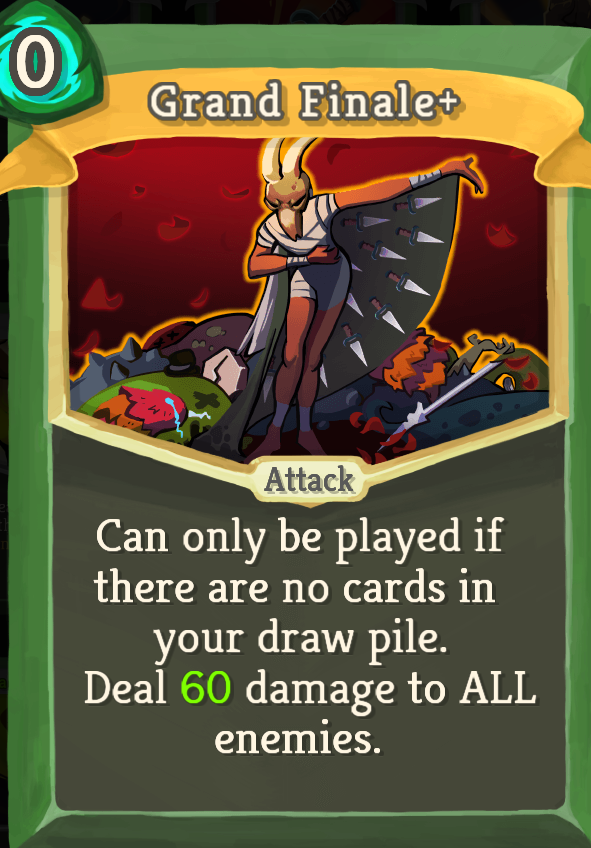 0
Grand Finale+
Attack
Can only be played if
there are no cards in
your draw pile.
Deal 60 damage to ALL
enemies.